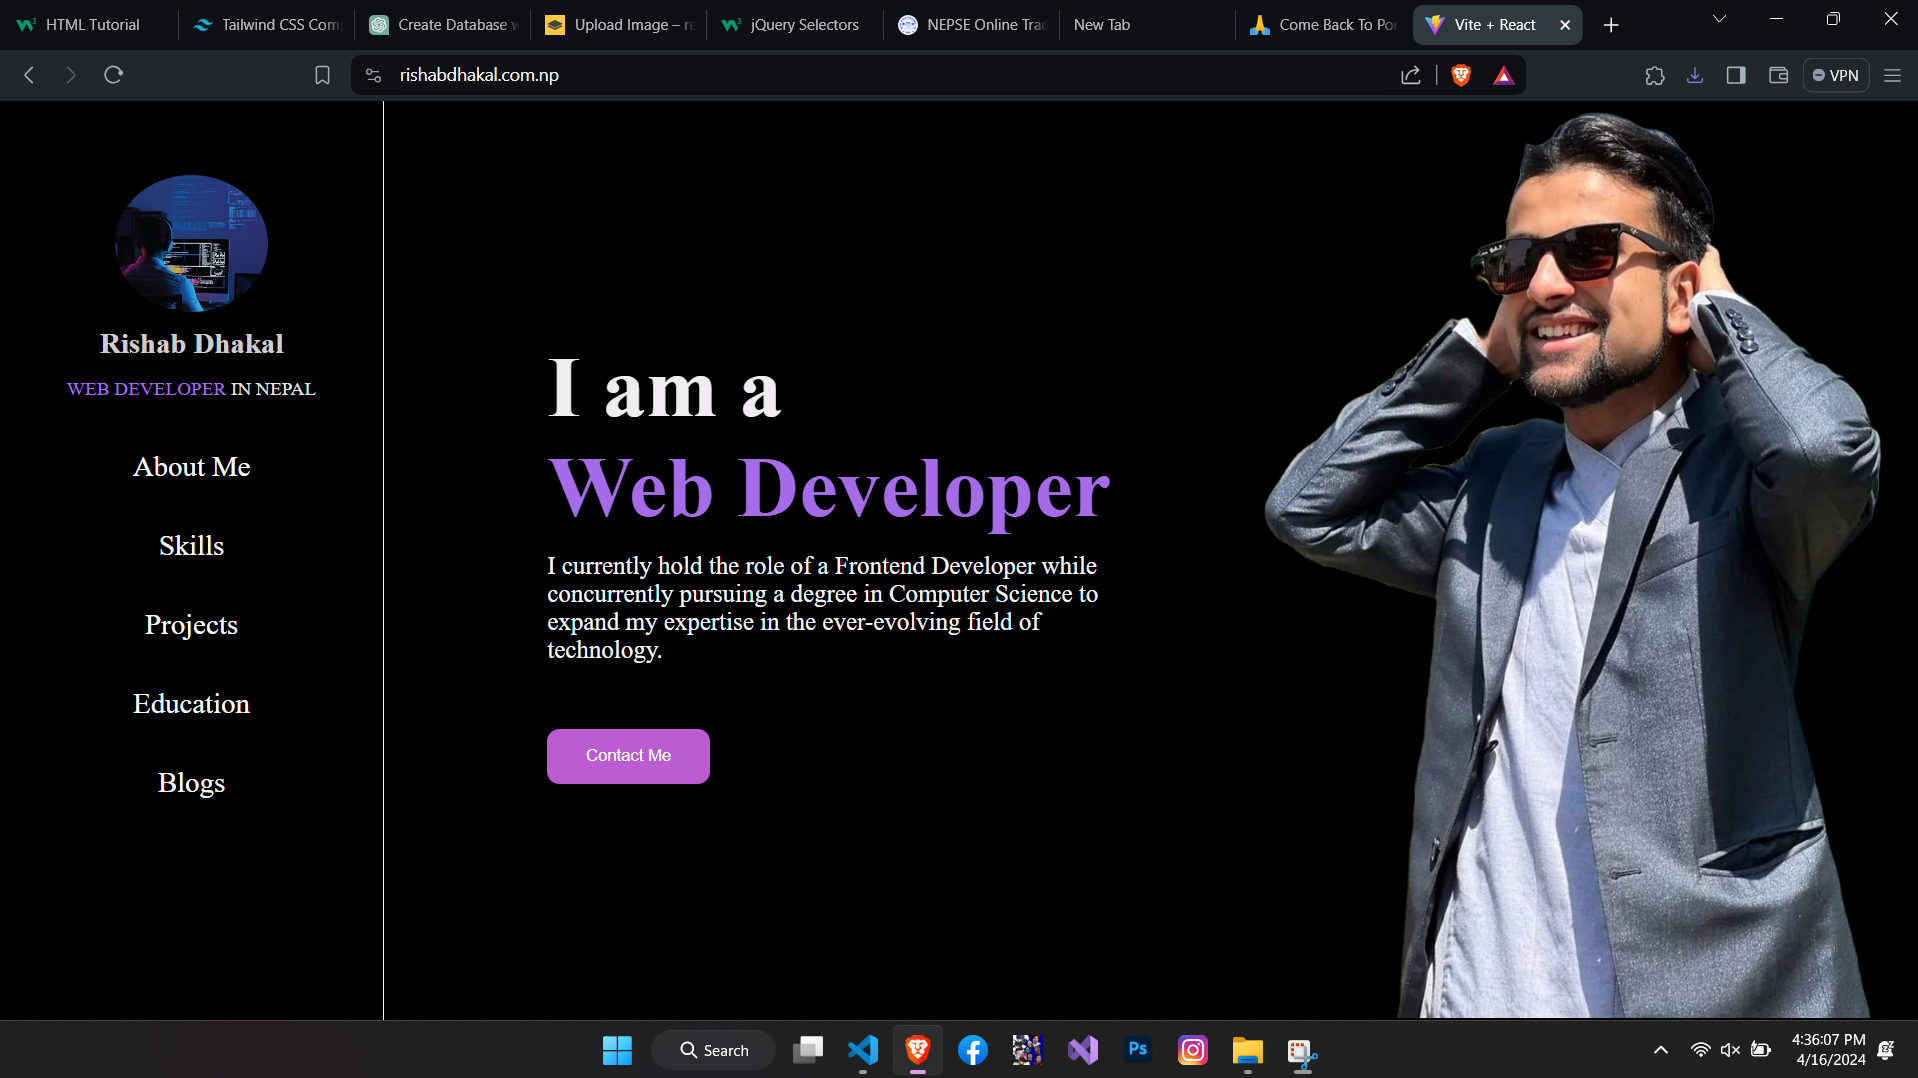 HTML Tutorial
Tailwind CSS Com
Create Database w
Upload Image – re
jQuery Selectors
NEPSE Online Trad
New Tab
Come Back To Por
Vite + React
rishabdhakal.com.np
VPN
Rishab Dhakal
WEB DEVELOPER IN NEPAL
About Me
Skills
Projects
Education
Blogs
I am a
Web Developer
I currently hold the role of a Frontend Developer while
concurrently pursuing a degree in Computer Science to
expand my expertise in the ever-evolving field of
technology.
Contact Me
Search
Ps
4:36:07 PM
4/16/2024